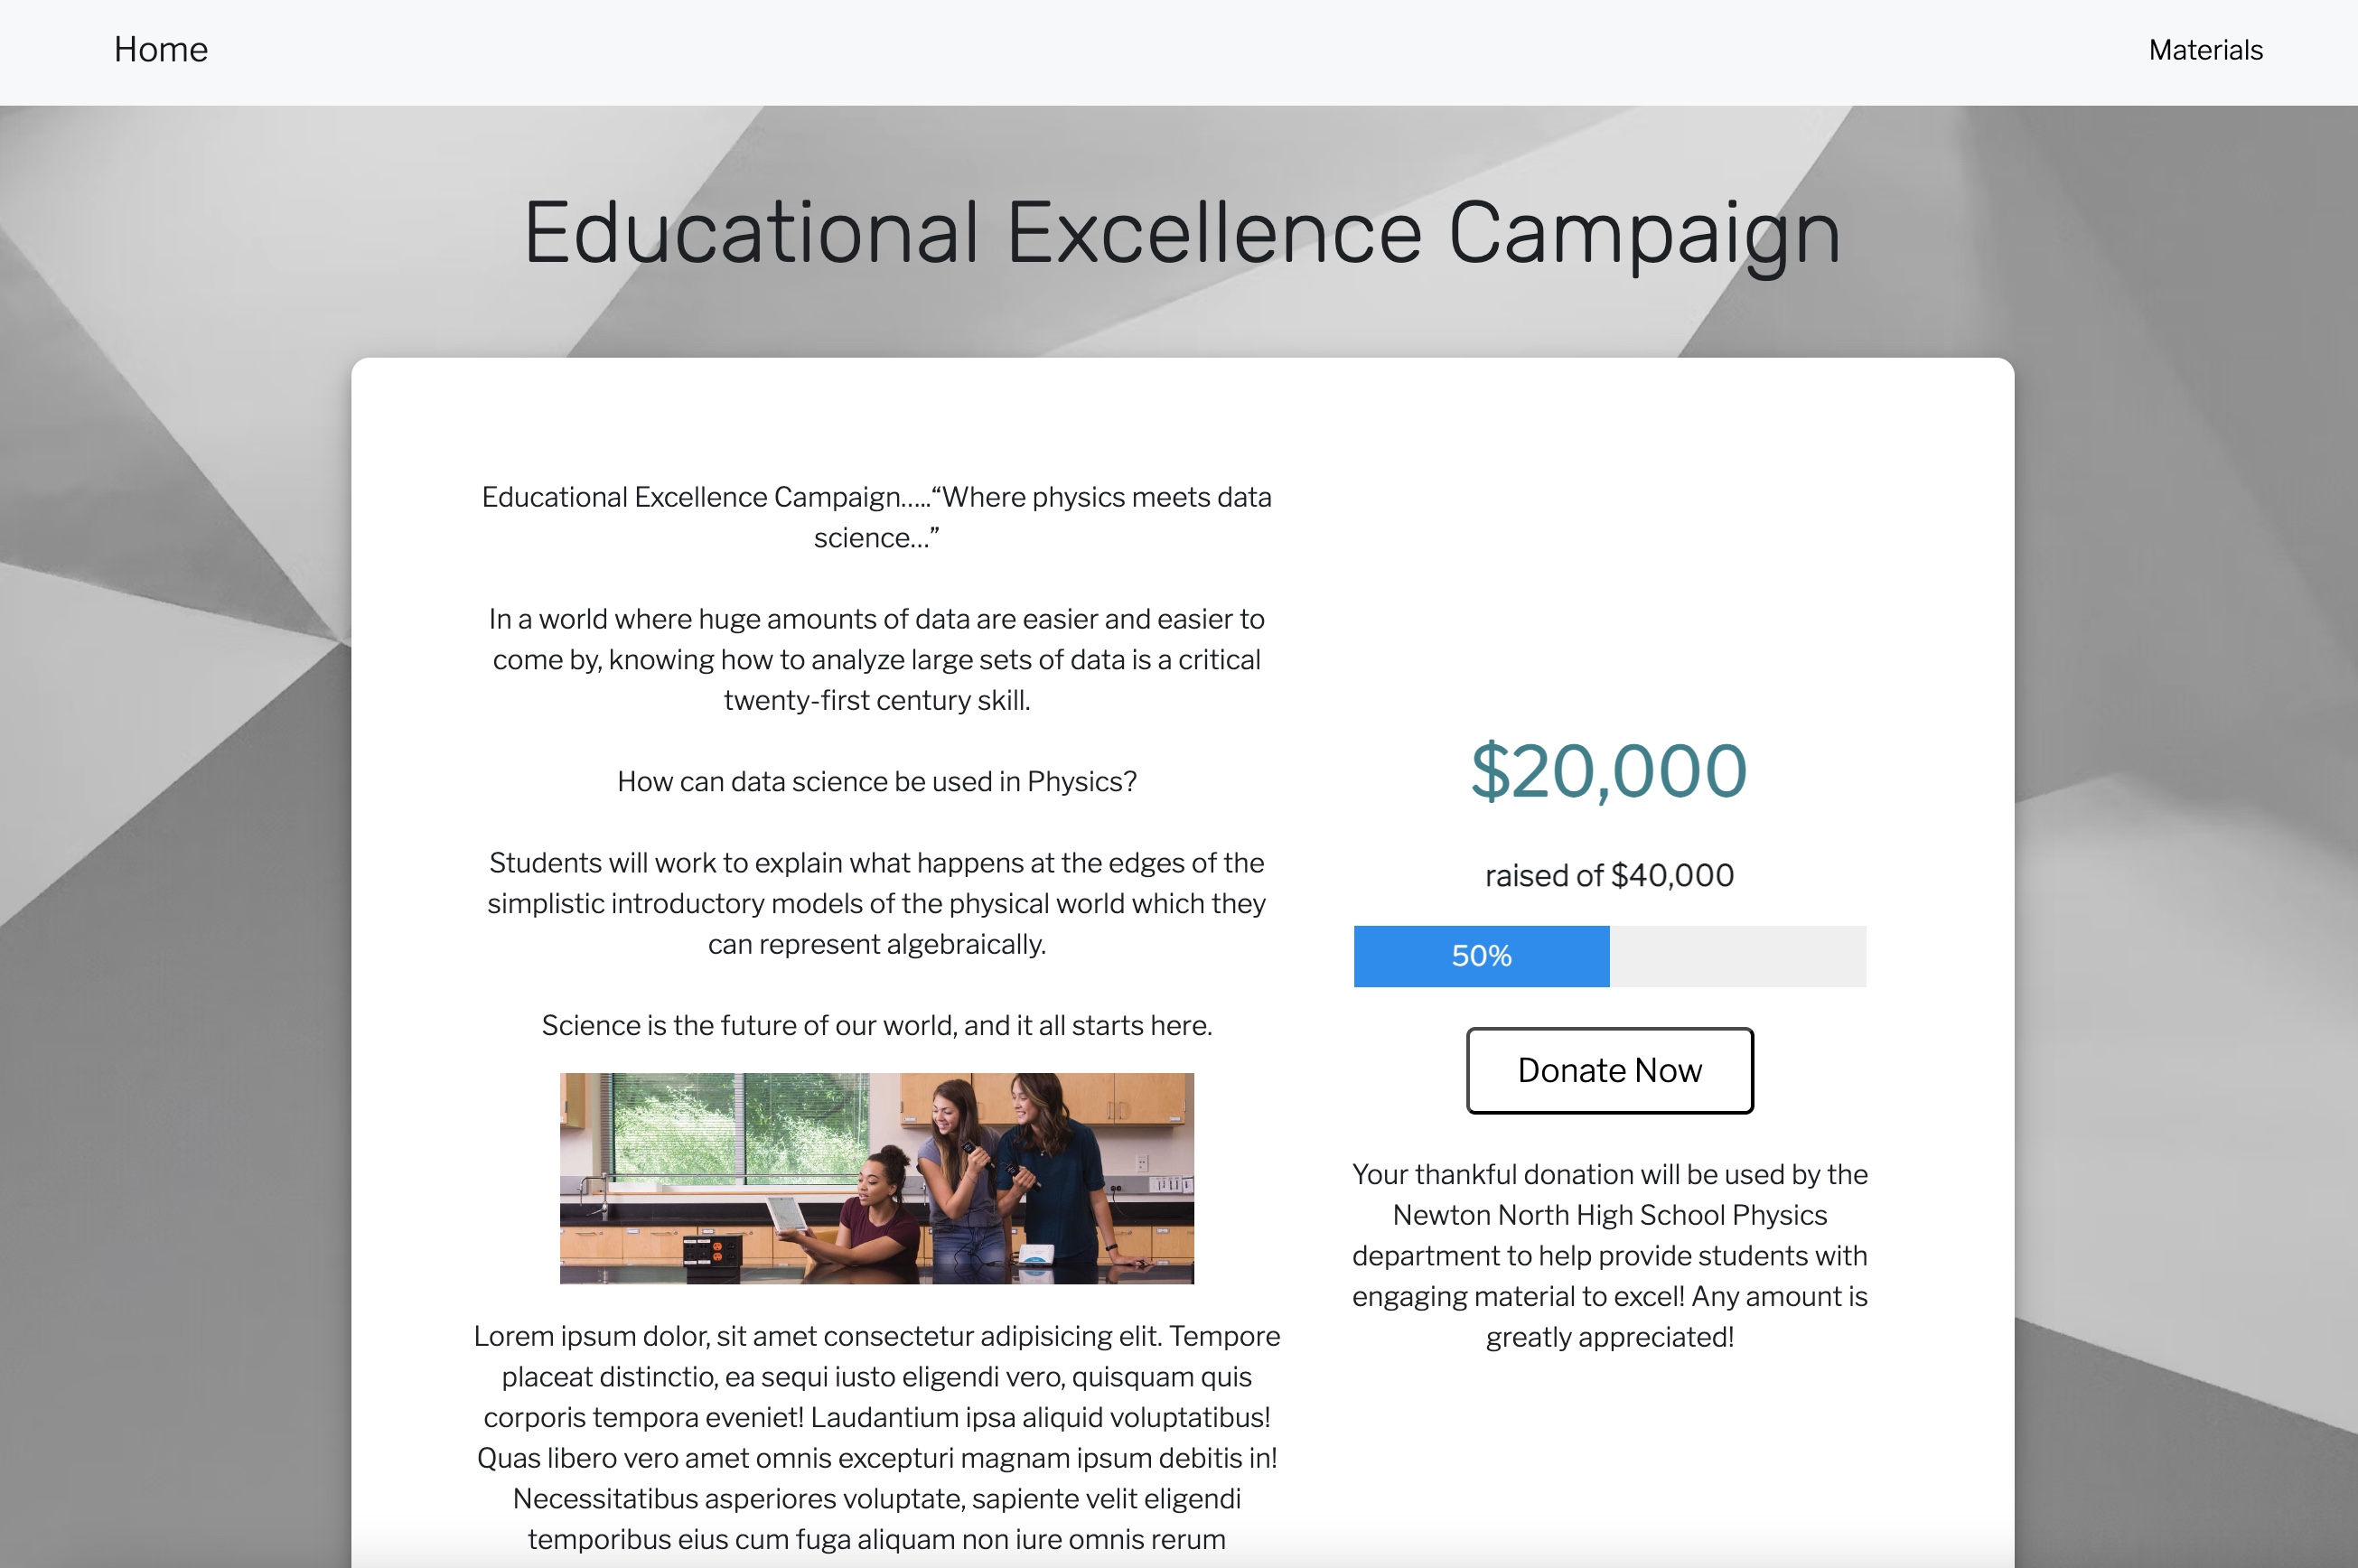 Home
Materials
Educational Excellence Campaign
Educational Excellence Campaign.....“Where physics meets data
science...”
In a world where huge amounts of data are easier and easier to
come by, knowing how to analyze large sets of data is a critical
twenty-first century skill.
How can data science be used in Physics?
Students will work to explain what happens at the edges of the
simplistic introductory models of the physical world which they
can represent algebraically.
Science is the future of our world, and it all starts here.
Lorem ipsum dolor, sit amet consectetur adipisicing elit. Tempore
placeat distinctio, ea sequi iusto eligendi vero, quisquam quis
corporis tempora eveniet! Laudantium ipsa aliquid voluptatibus!
Quas libero vero amet omnis excepturi magnam ipsum debitis in!
Necessitatibus asperiores voluptate, sapiente velit eligendi
temporibus eius cum fuga aliquam non iure omnis rerum
$20,000
raised of $40,000
50%
Donate Now
Your thankful donation will be used by the
Newton North High School Physics
department to help provide students with
engaging material to excel! Any amount is
greatly appreciated!